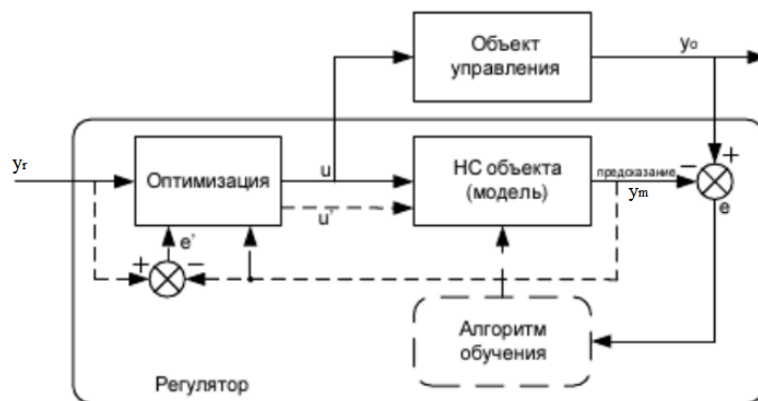 Объект
управления
yo
yr
Оптимизация
u
НС объекта
(модель)
предсказание
−
+
ym
e
u'
e'
+
−
Алгоритм
обучения
Регулятор